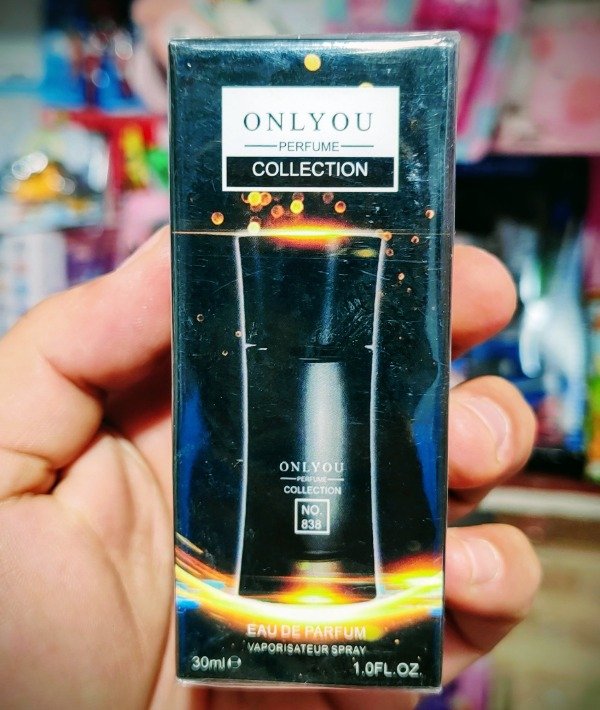 ONLYOU
PERFUME
COLLECTION
ONLYOU
PERFUME
COLLECTION
NO.
838
EAU DE PARFUM
VAPORISATEUR SPRAY
30ml℮ 1.0FL.OZ.